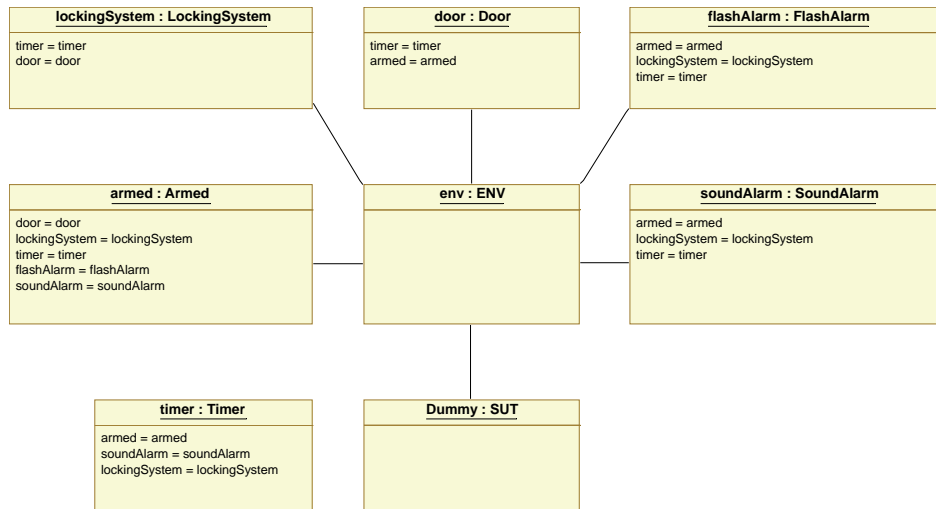 lockingSystem : LockingSystem
timer = timer
door = door
door : Door
timer = timer
armed = armed
flashAlarm : FlashAlarm
armed = armed
lockingSystem = lockingSystem
timer = timer
armed : Armed
door = door
lockingSystem = lockingSystem
timer = timer
flashAlarm = flashAlarm
soundAlarm = soundAlarm
env : ENV
soundAlarm : SoundAlarm
armed = armed
lockingSystem = lockingSystem
timer = timer
timer : Timer
armed = armed
soundAlarm = soundAlarm
lockingSystem = lockingSystem
Dummy : SUT